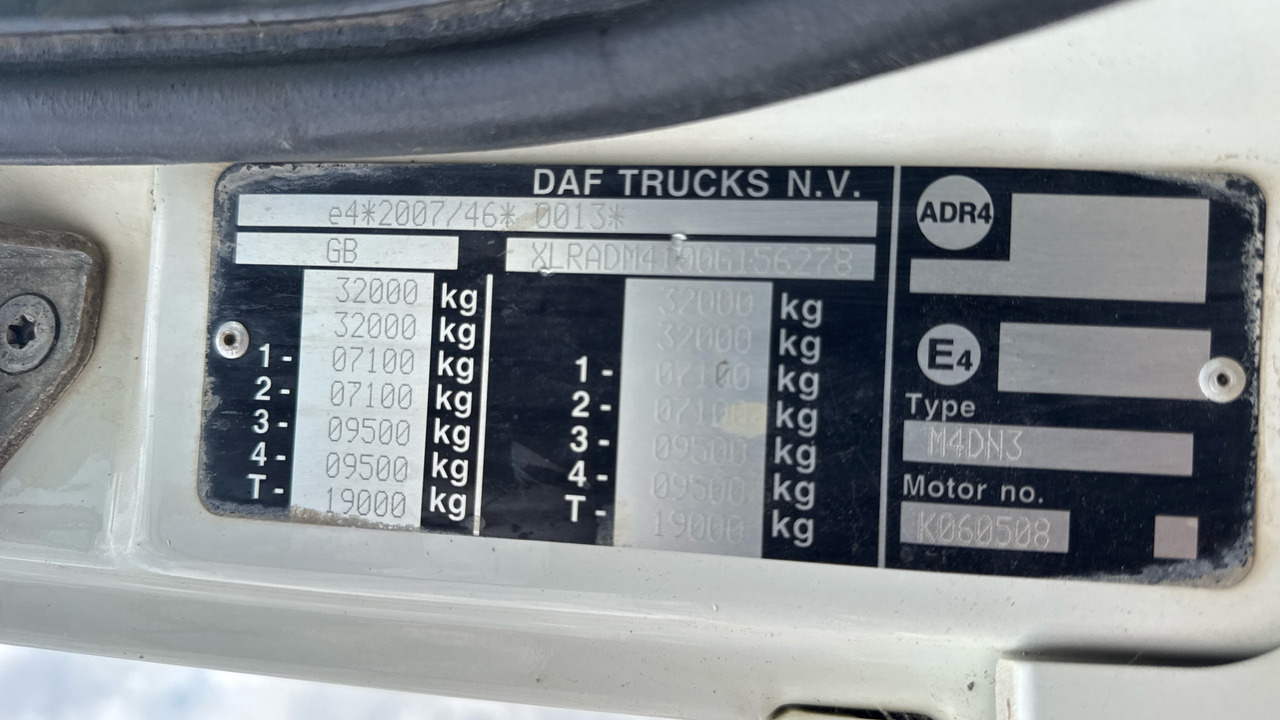 DAF TRUCKS N.V.
e4*2007/46* 0013*
GB
32000 kg
32000 kg
1- 07100 kg
2- 07100 kg
3- 09500 kg
4- 09500 kg
T- 19000 kg
32000 kg
32000 kg
1- 07100 kg
2- 07100 kg
3- 09500 kg
4- 09500 kg
T- 19000 kg
ADR4
E4
Type
M4DN3
Motor no.
K060508